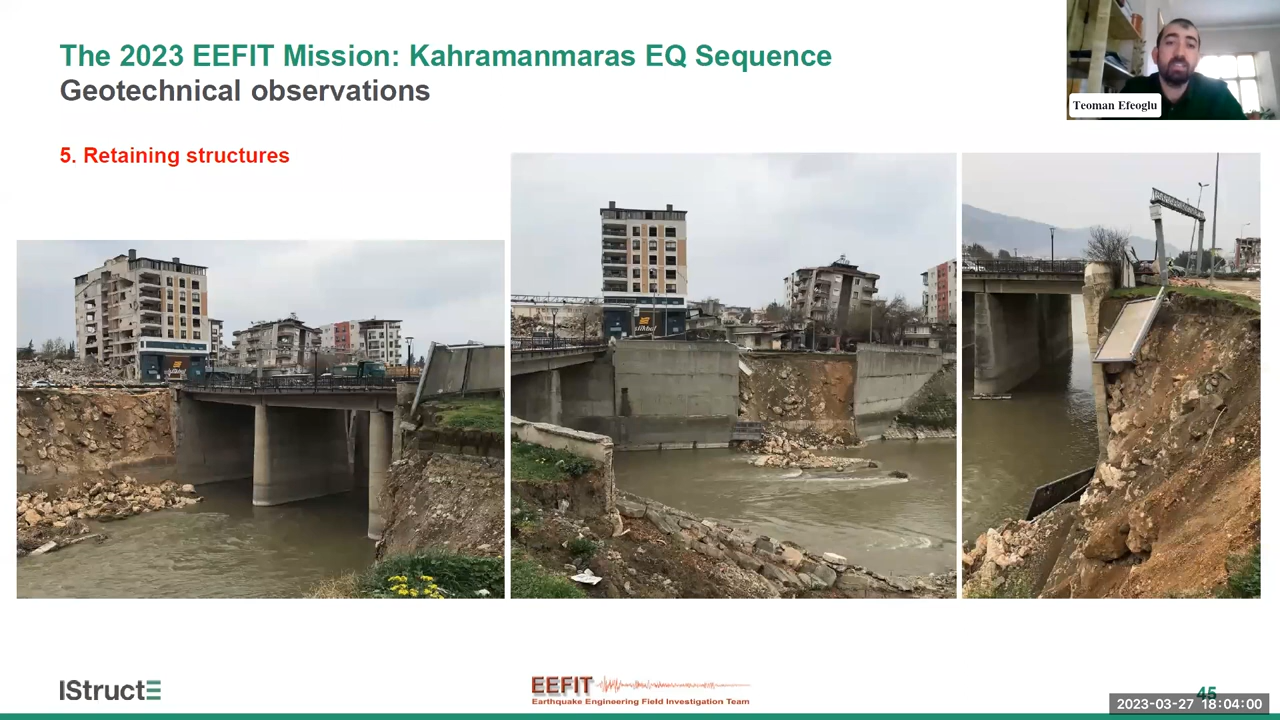 The 2023 EEFIT Mission: Kahramanmaras EQ Sequence
Geotechnical observations
Teoman Efeoglu
5. Retaining structures
IStructE
EEFIT
Earthquake Engineering Field Investigation Team
45
2023-03-27 18:04:00